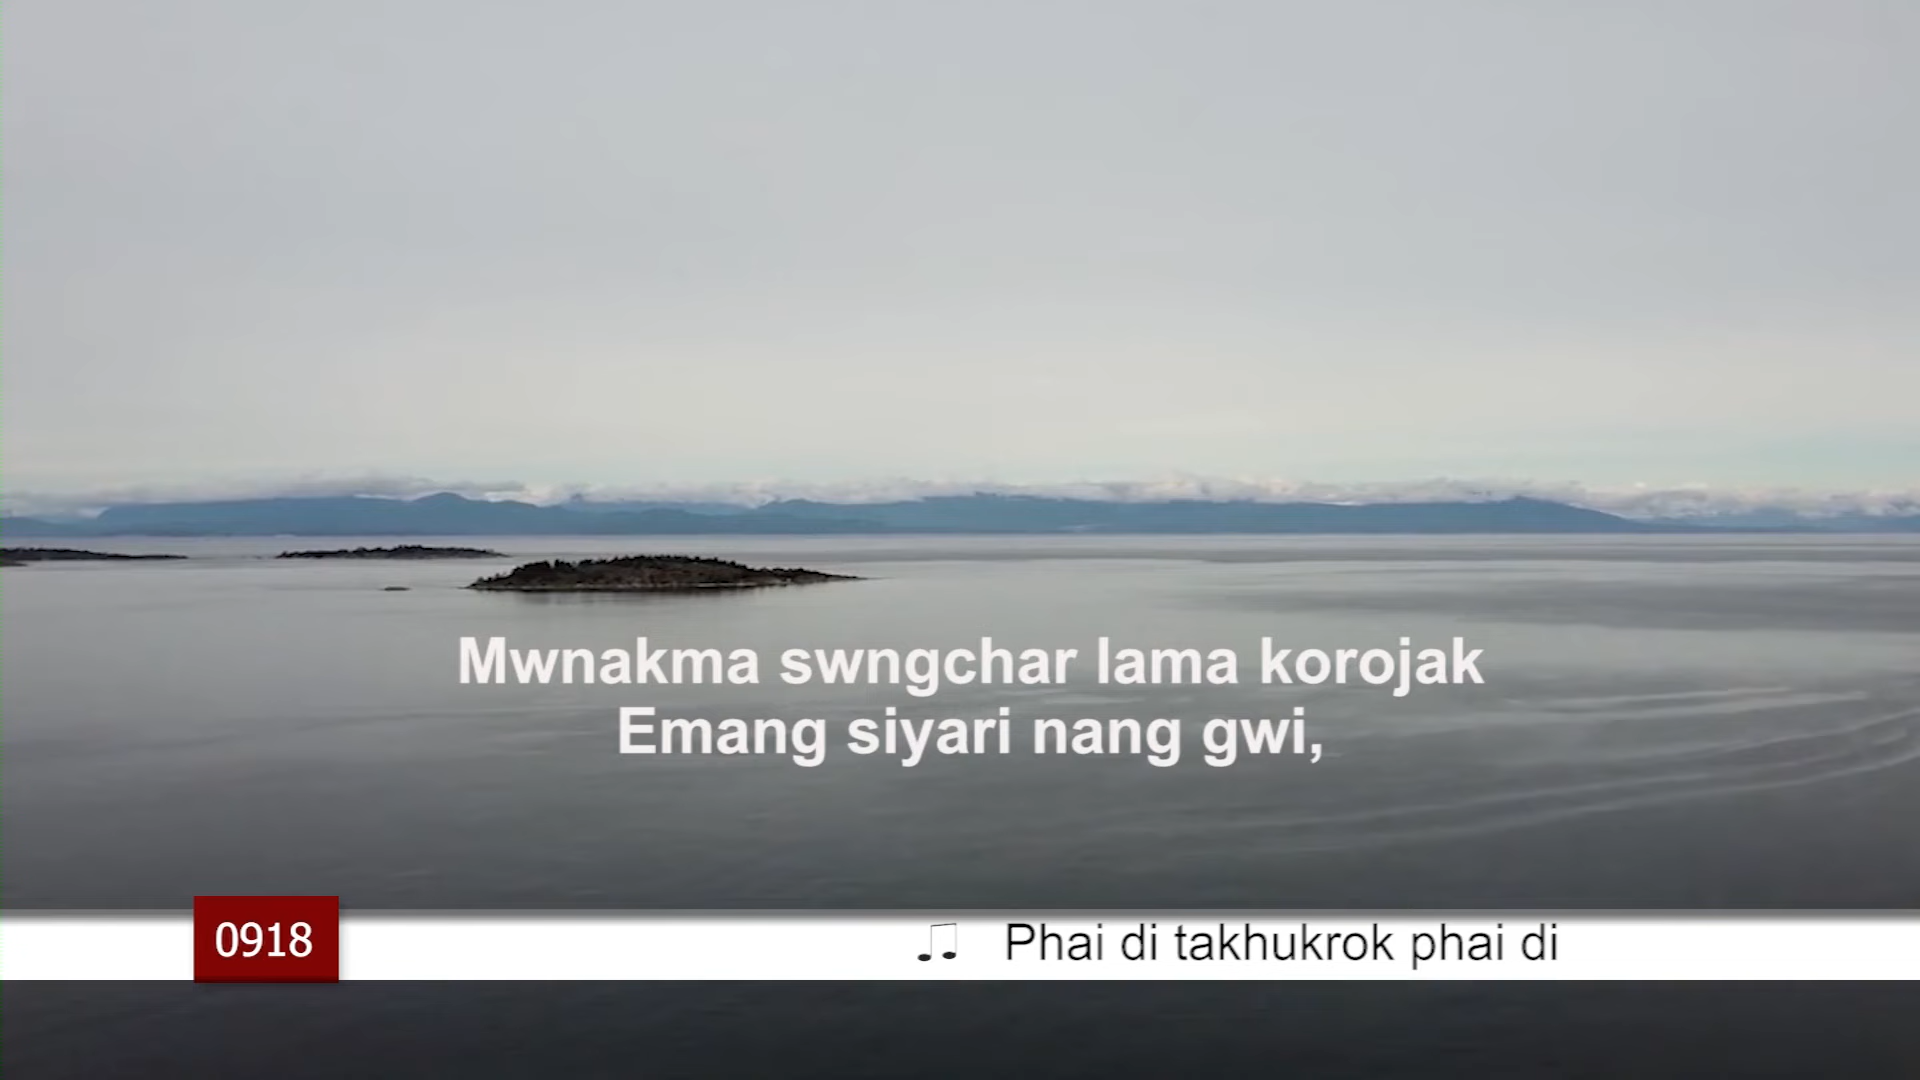 Mwnakma swngchar lama korojak
Emang siyari nang gwi,
0918
♫ Phai di takhukrok phai di